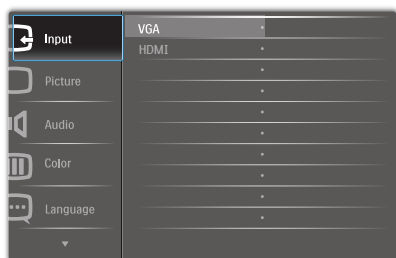 Input
VGA
HDMI
Picture
Audio
Color
Language